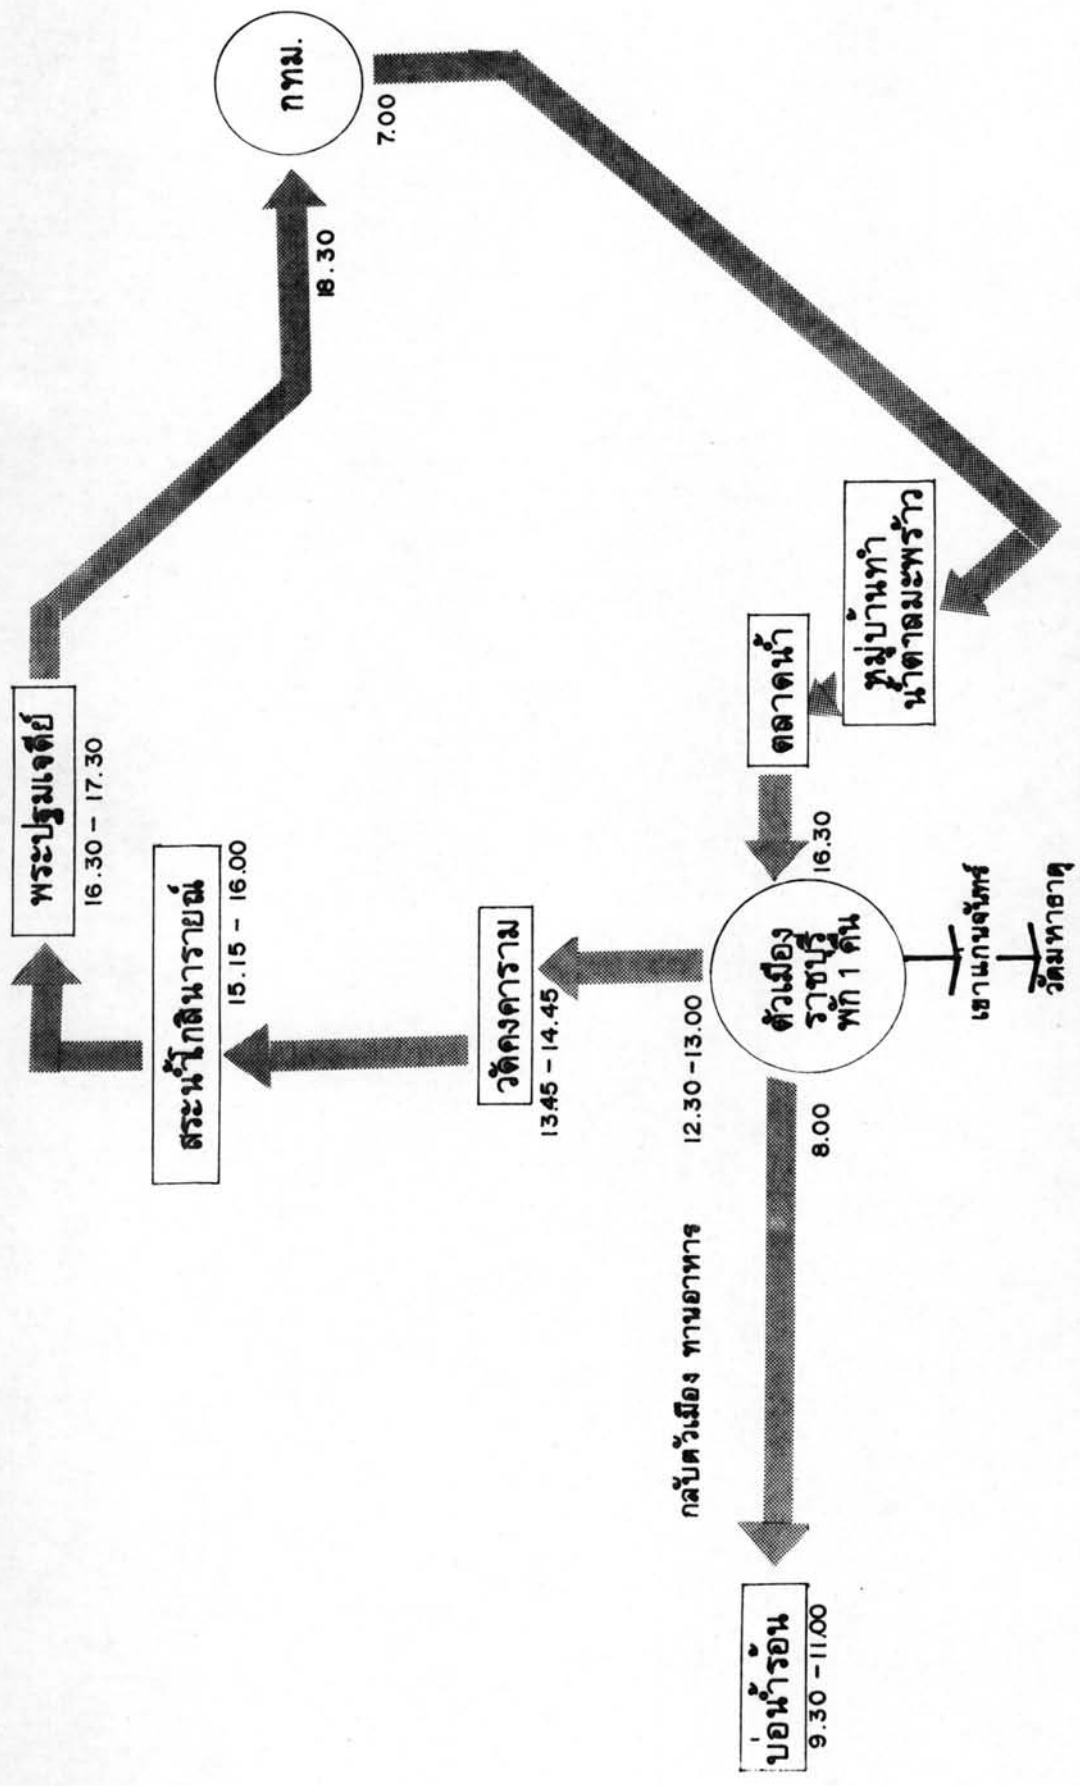 พระปฐมเจดีย์
16.30 – 17.30
สระน้ำโกสินารายณ์
15.15 – 16.00
กทม.
18.30
7.00
วัดคงคาราม
13.45 – 14.45
กลับตัวเมือง ทานอาหาร
12.30-13.00
บ่อน้ำร้อน
9.30 – 11.00
8.00
ตัวเมือง
ราชบุรี
พัก 1 คืน
16.30
ตลาดน้ำ
หมู่บ้านทำ
น้ำตาลมะพร้าว
เขาแกนจันทร์
วัดมหาธาตุ